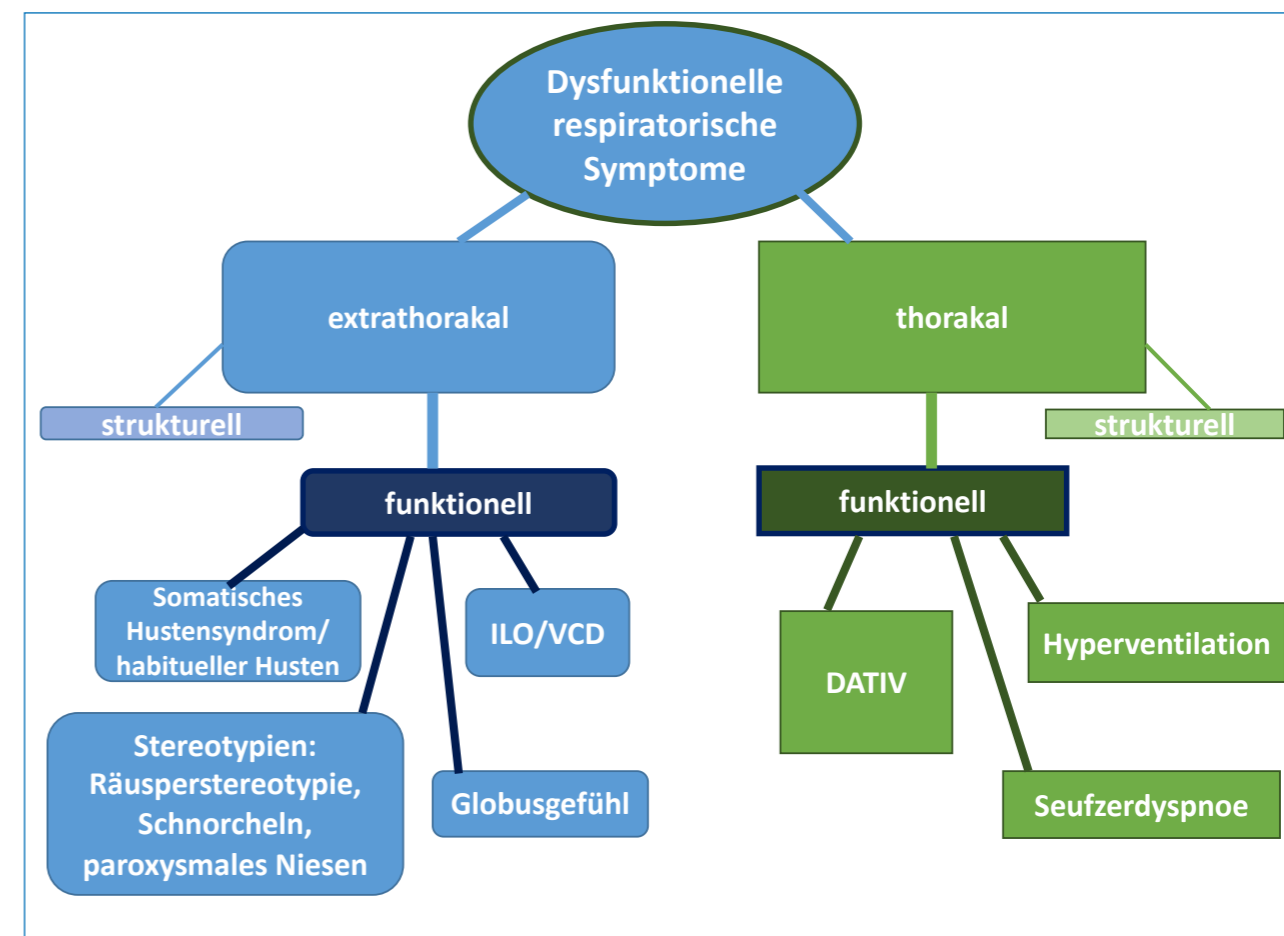 Dysfunktionelle
respiratorische
Symptome
extrathorakal
thorakal
strukturell
strukturell
funktionell
funktionell
Somatisches
Hustensyndrom/
habitueller Husten
ILO/VCD
Stereotypien:
Räusperstereotypie,
Schnorcheln,
paroxysmales Niesen
Globusgefühl
DATIV
Hyperventilation
Seufzerdyspnoe